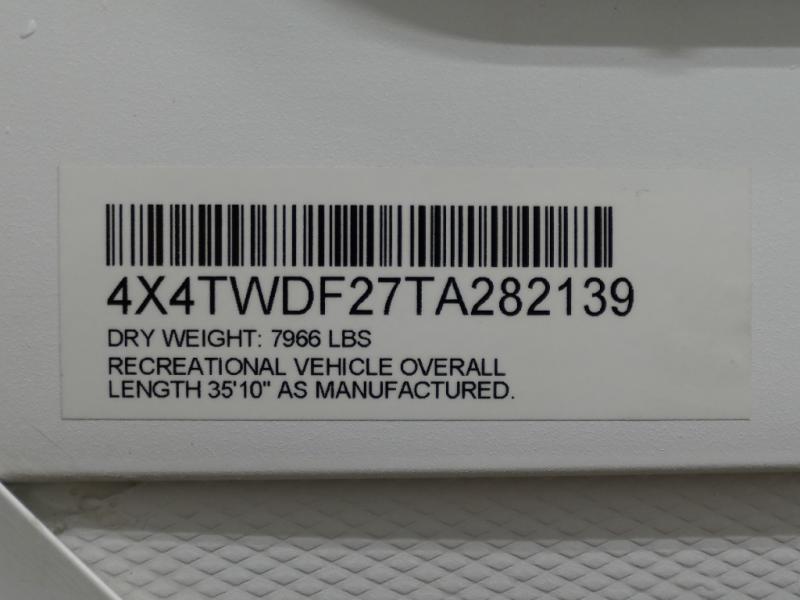 4X4TWDF27TA282139
DRY WEIGHT: 7966 LBS
RECREATIONAL VEHICLE OVERALL
LENGTH 35'10" AS MANUFACTURED.